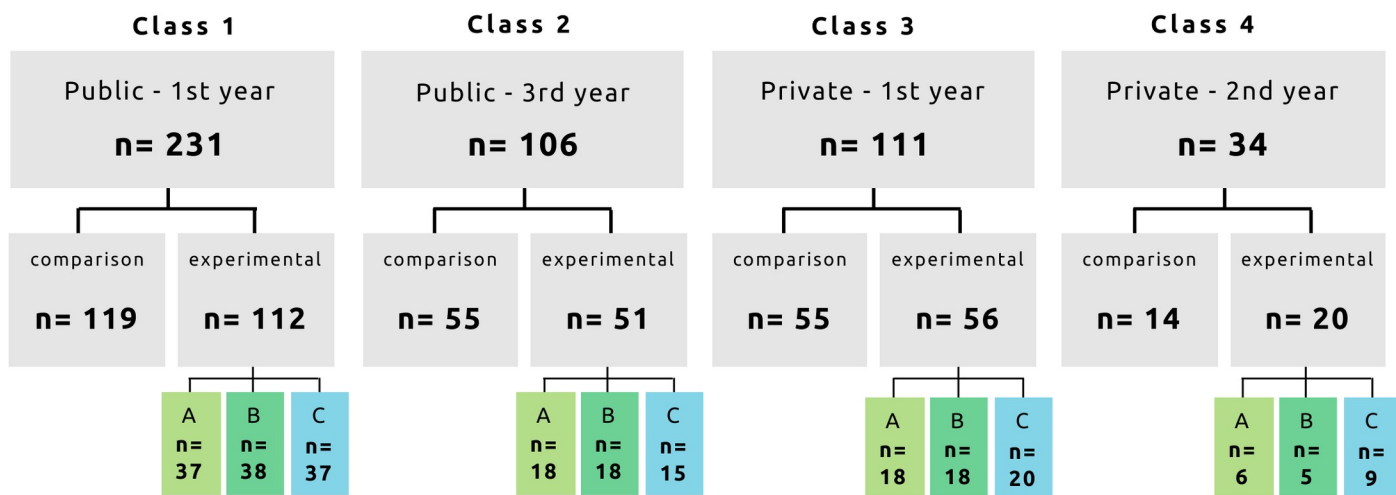 Class 1
Public - 1st year
n= 231
comparison
n= 119
experimental
n= 112
A
n=
37
B
n=
38
C
n=
37
Class 2
Public - 3rd year
n= 106
comparison
n= 55
experimental
n= 51
A
n=
18
B
n=
18
C
n=
15
Class 3
Private - 1st year
n= 111
comparison
n= 55
experimental
n= 56
A
n=
18
B
n=
18
C
n=
20
Class 4
Private - 2nd year
n= 34
comparison
n= 14
experimental
n= 20
A
n=
6
B
n=
5
C
n=
9